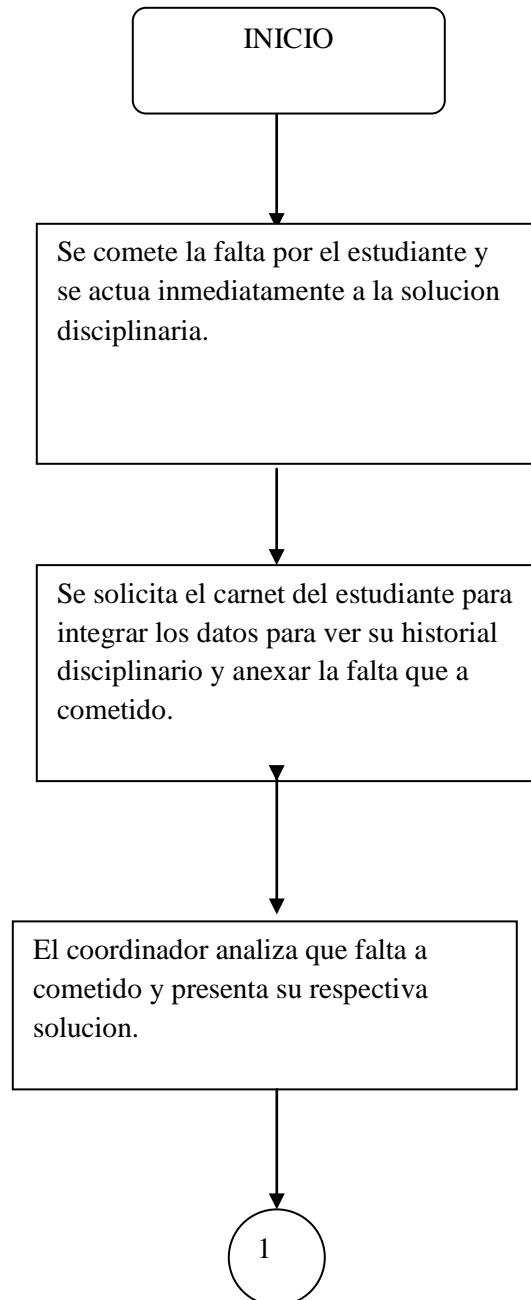 INICIO
Se comete la falta por el estudiante y
se actua inmediatamente a la solucion
disciplinaria.
Se solicita el carnet del estudiante para
integrar los datos para ver su historial
disciplinario y anexar la falta que a
cometido.
El coordinador analiza que falta a
cometido y presenta su respectiva
solucion.
1